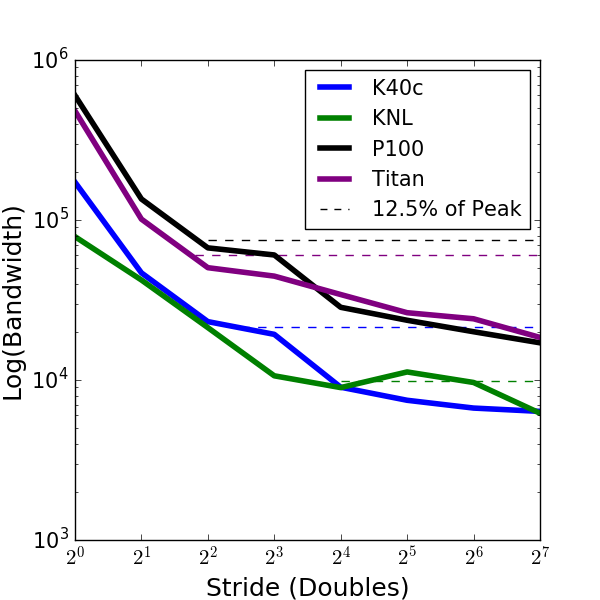 10^6
10^5
10^4
10^3
Log(Bandwidth)
K40c
KNL
P100
Titan
12.5% of Peak
2^0 2^1 2^2 2^3 2^4 2^5 2^6 2^7
Stride (Doubles)